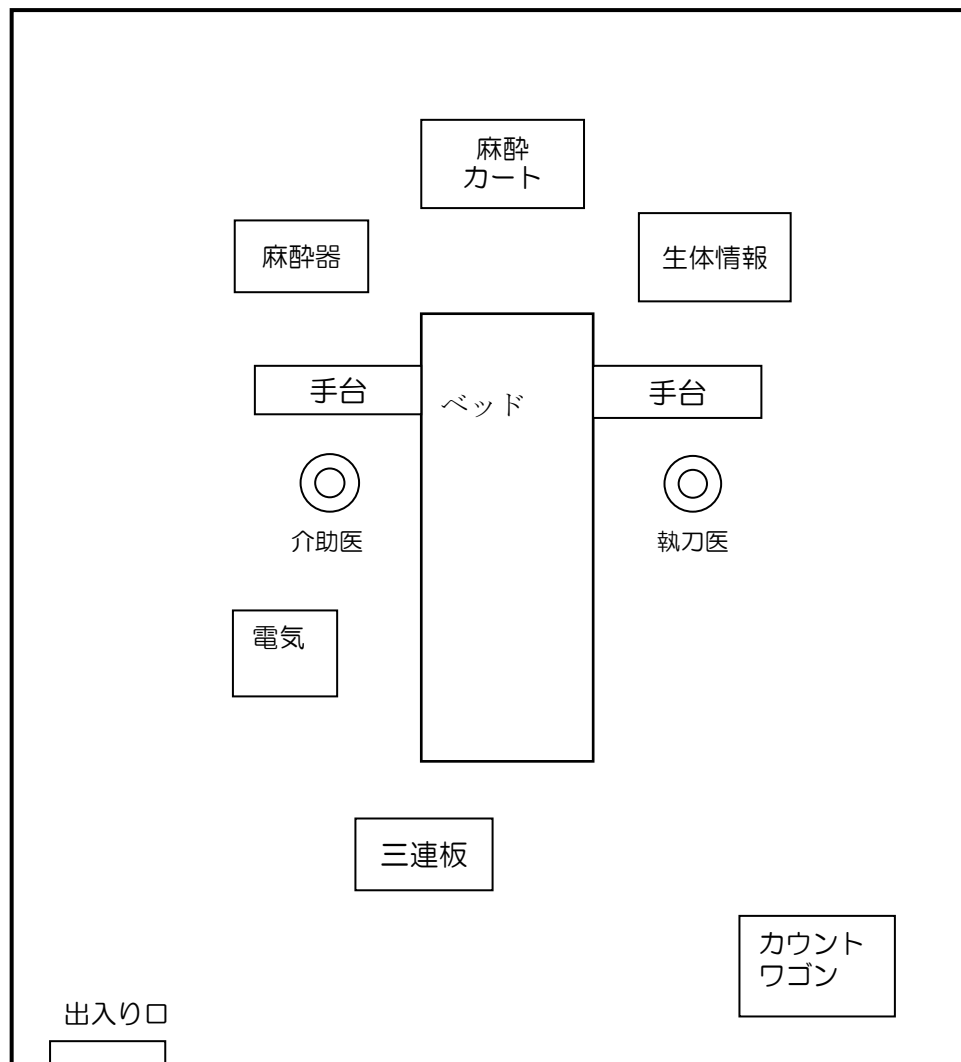 麻酔
カート
麻酔器
生体情報
手台
ベッド
手台
介助医
執刀医
電気
三連板
カウント
ワゴン
出入り口